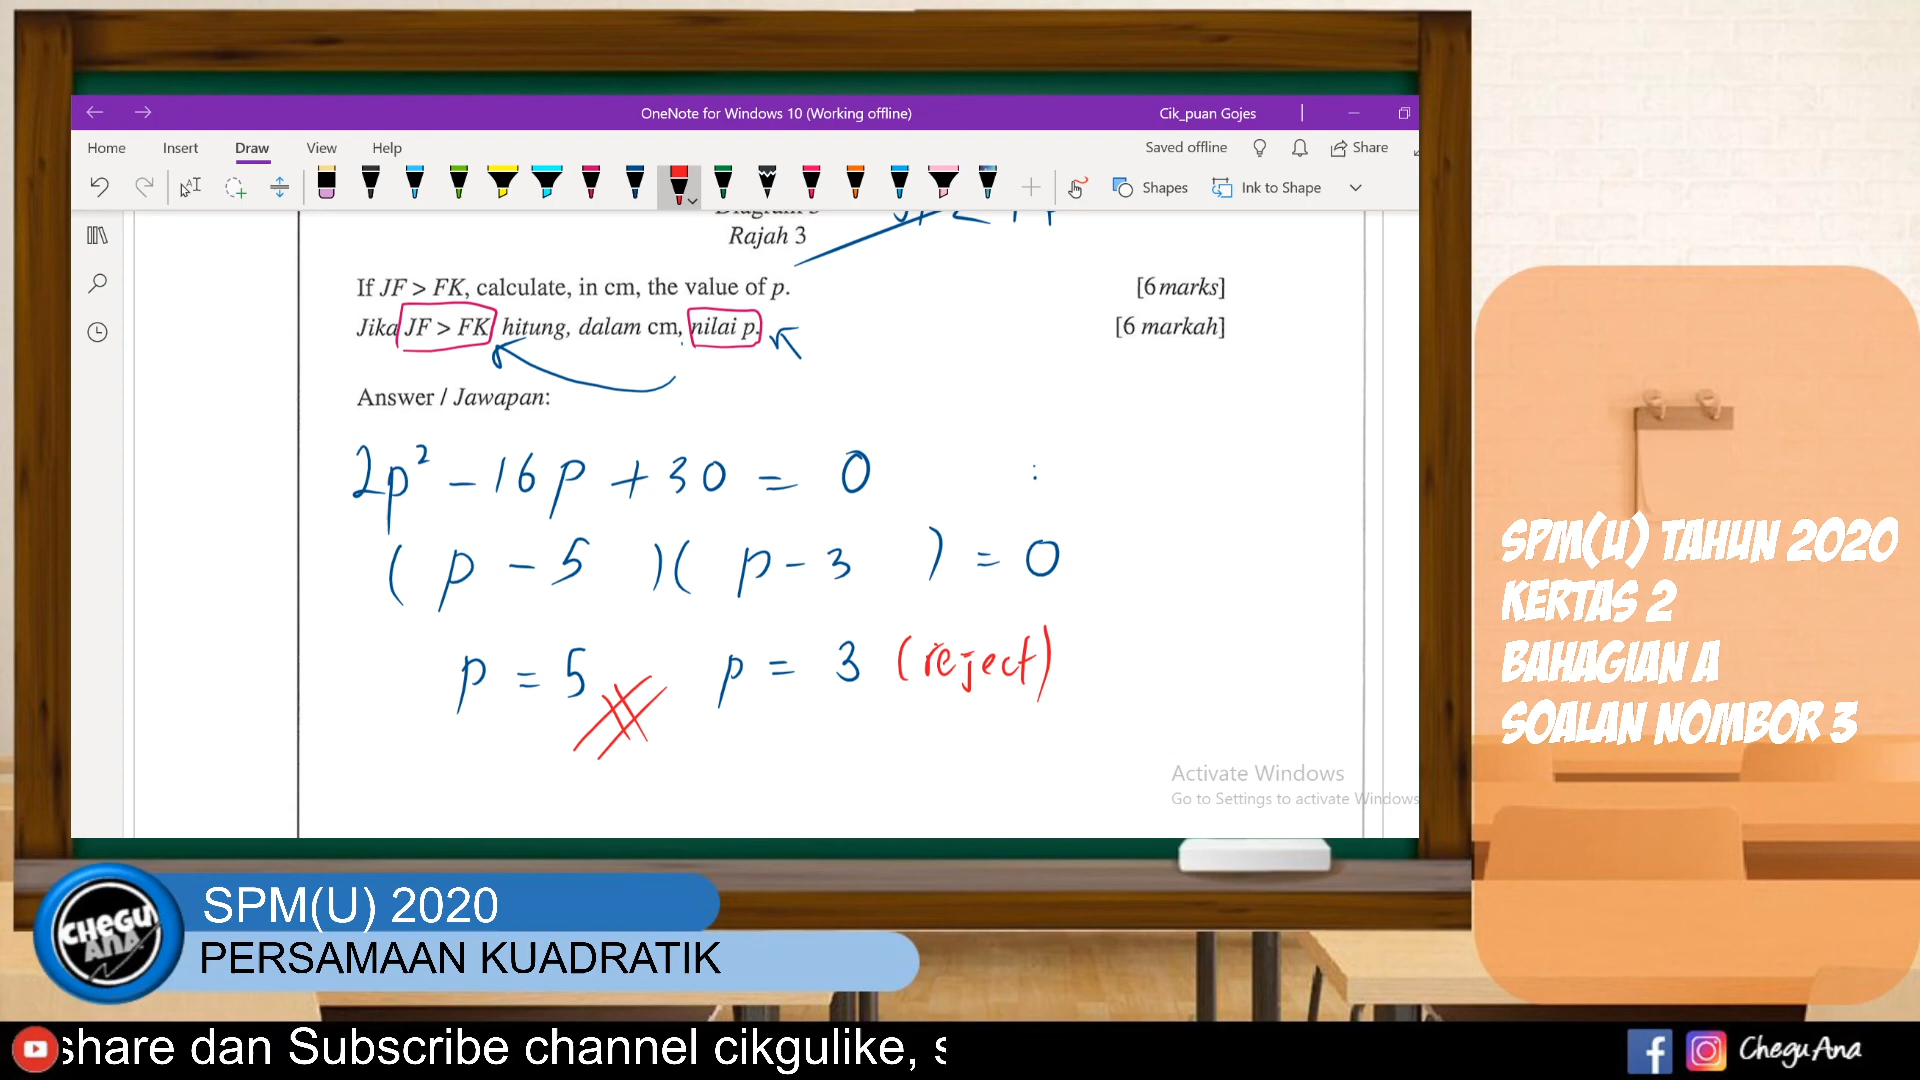 OneNote for Windows 10 (Working offline)
Cik_puan Gojes
Home Insert Draw View Help
Saved offline Share
Shapes Ink to Shape
Rajah 3
If JF > FK, calculate, in cm, the value of p. [6 marks]
Jika JF > FK hitung, dalam cm, nilai p. [6 markah]
Answer / Jawapan:
2p² - 16p + 30 = 0
( p - 5 )( p - 3 ) = 0
p = 5 p = 3 (reject)
Activate Windows
Go to Settings to activate Windows
SPM(U) TAHUN 2020
KERTAS 2
BAHAGIAN A
SOALAN NOMBOR 3
CHEGU
ANA
SPM(U) 2020
PERSAMAAN KUADRATIK
share dan Subscribe channel cikgulike, s
Chegu Ana